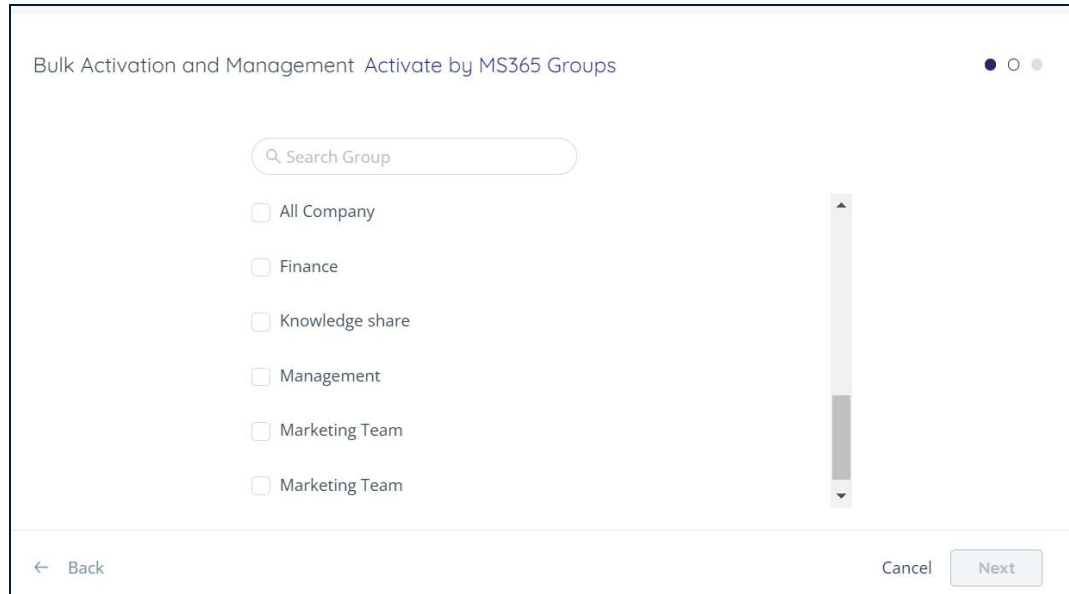 Bulk Activation and Management Activate by MS365 Groups
Search Group
All Company
Finance
Knowledge share
Management
Marketing Team
Marketing Team
Back Cancel Next